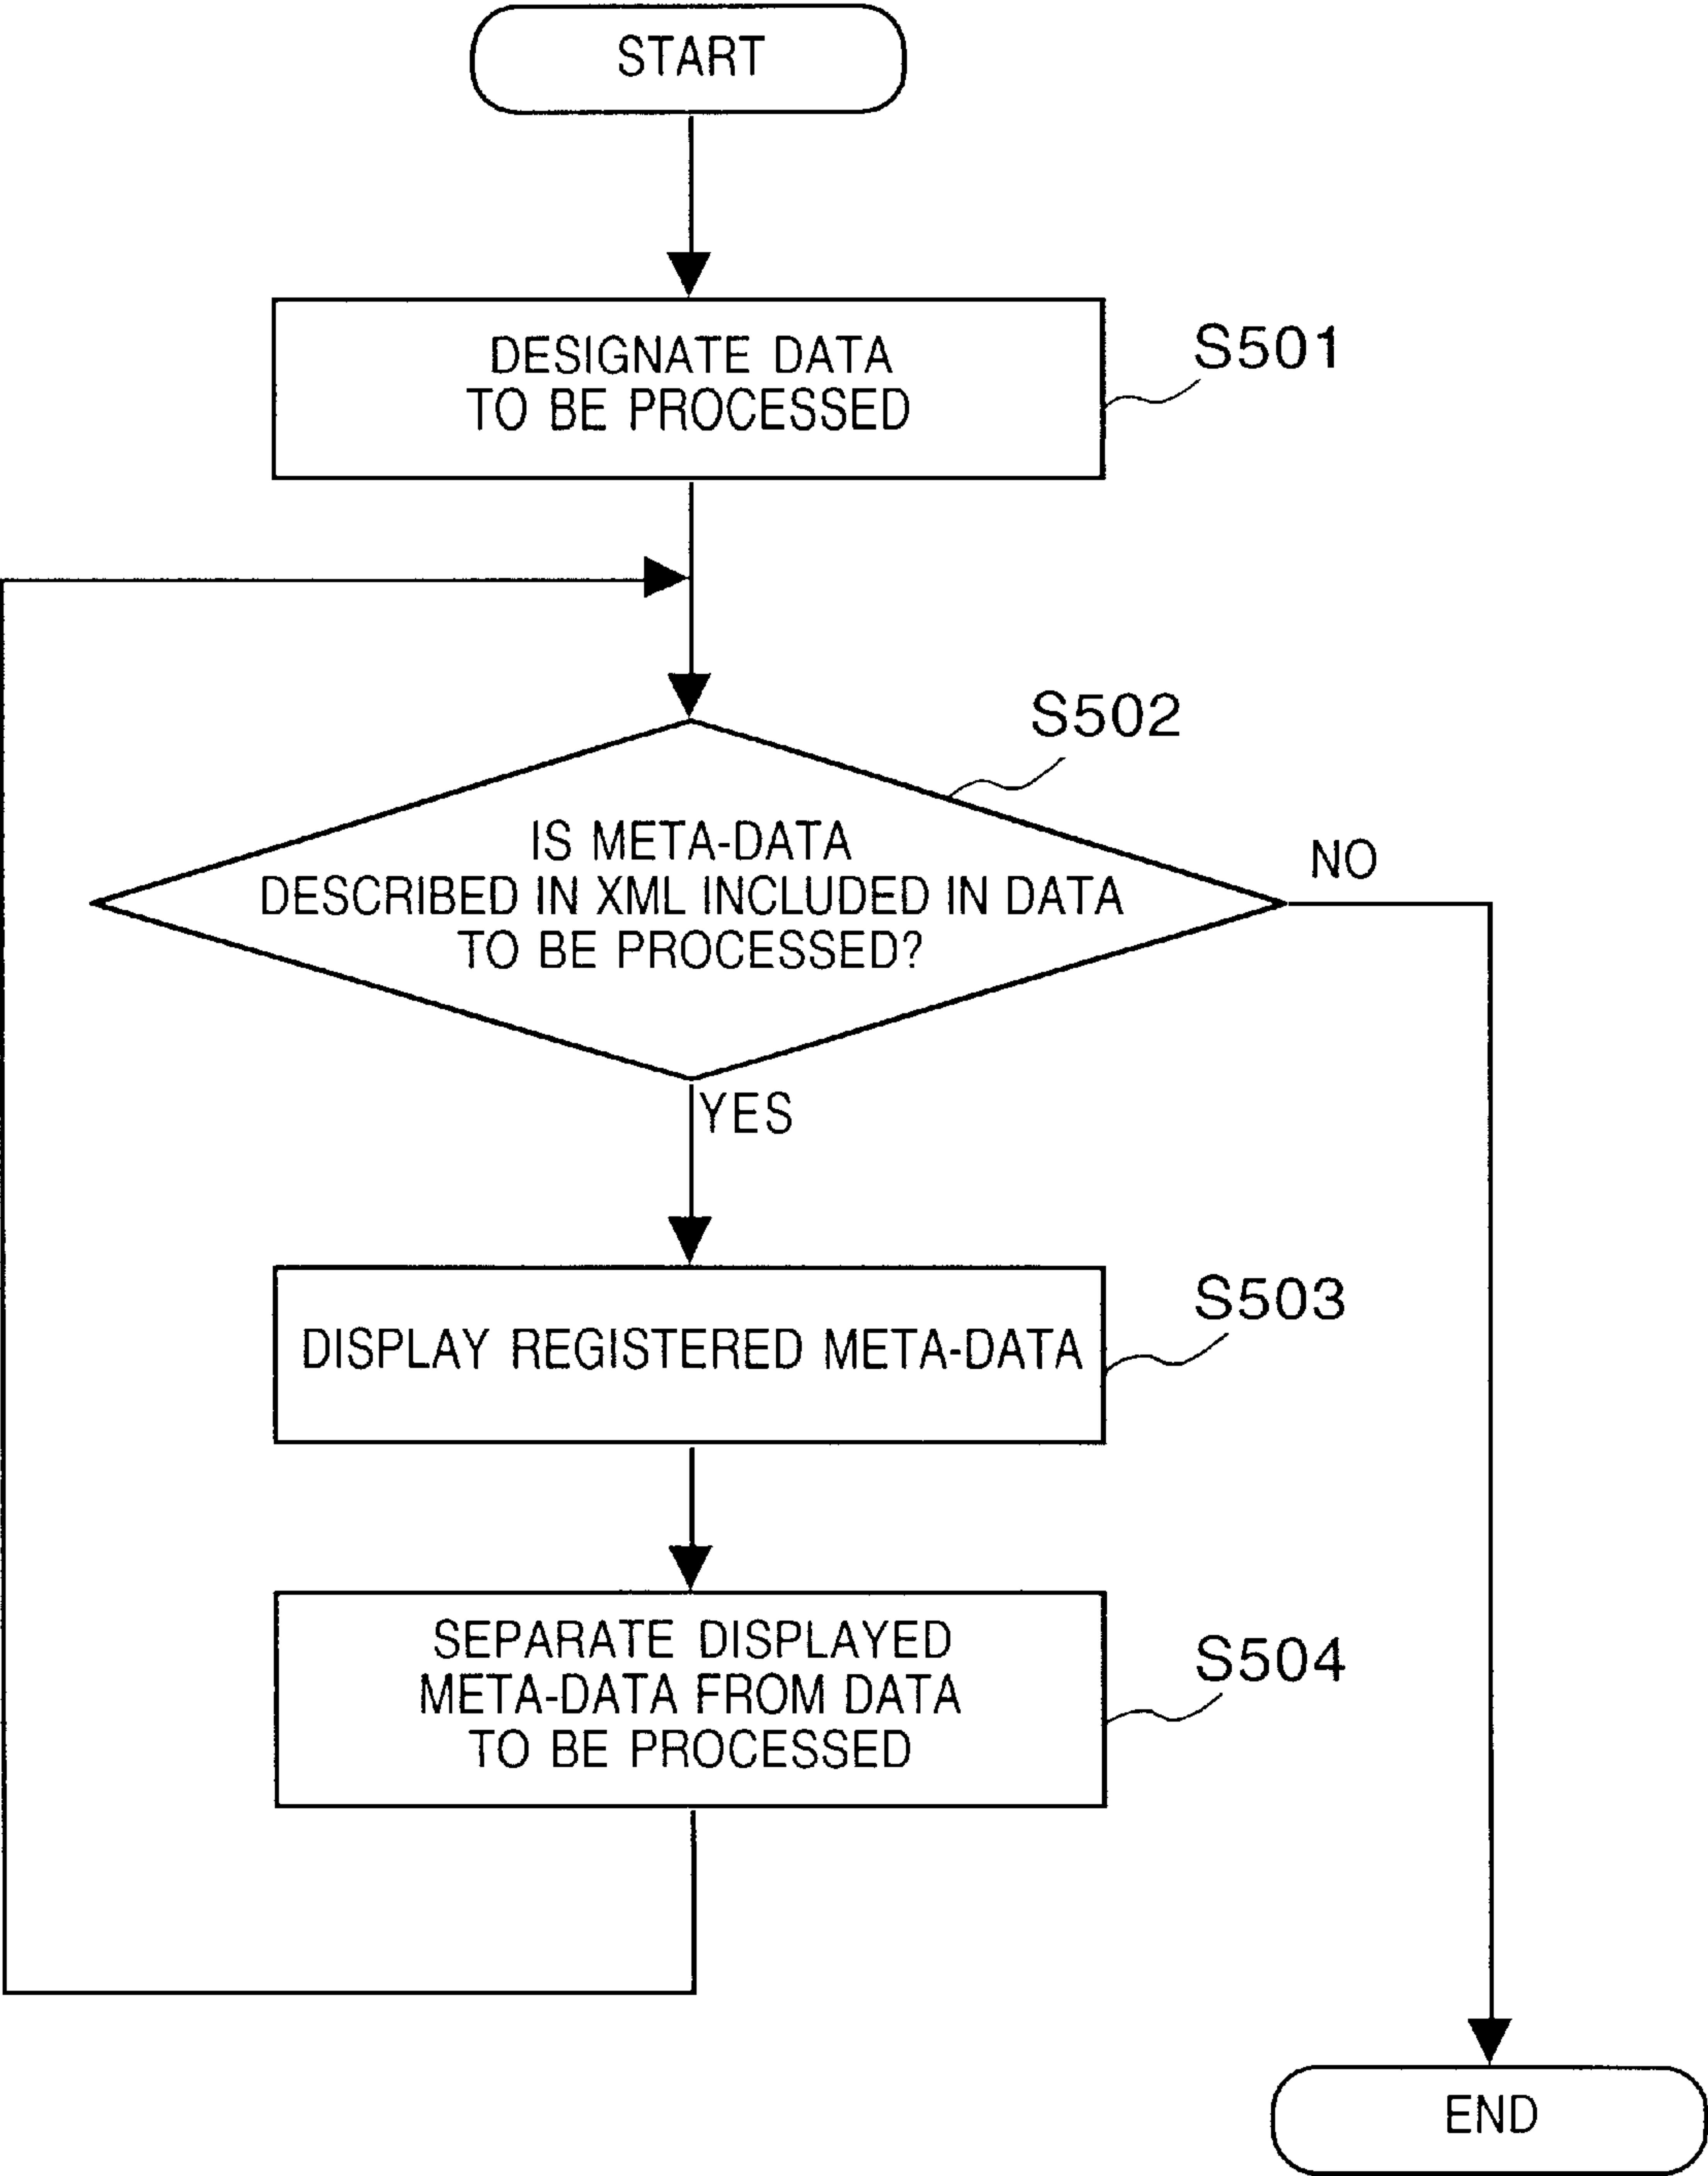 START
DESIGNATE DATA
TO BE PROCESSED
S501
S502
IS META-DATA
DESCRIBED IN XML INCLUDED IN DATA
TO BE PROCESSED?
NO
YES
DISPLAY REGISTERED META-DATA
S503
SEPARATE DISPLAYED
META-DATA FROM DATA
TO BE PROCESSED
S504
END